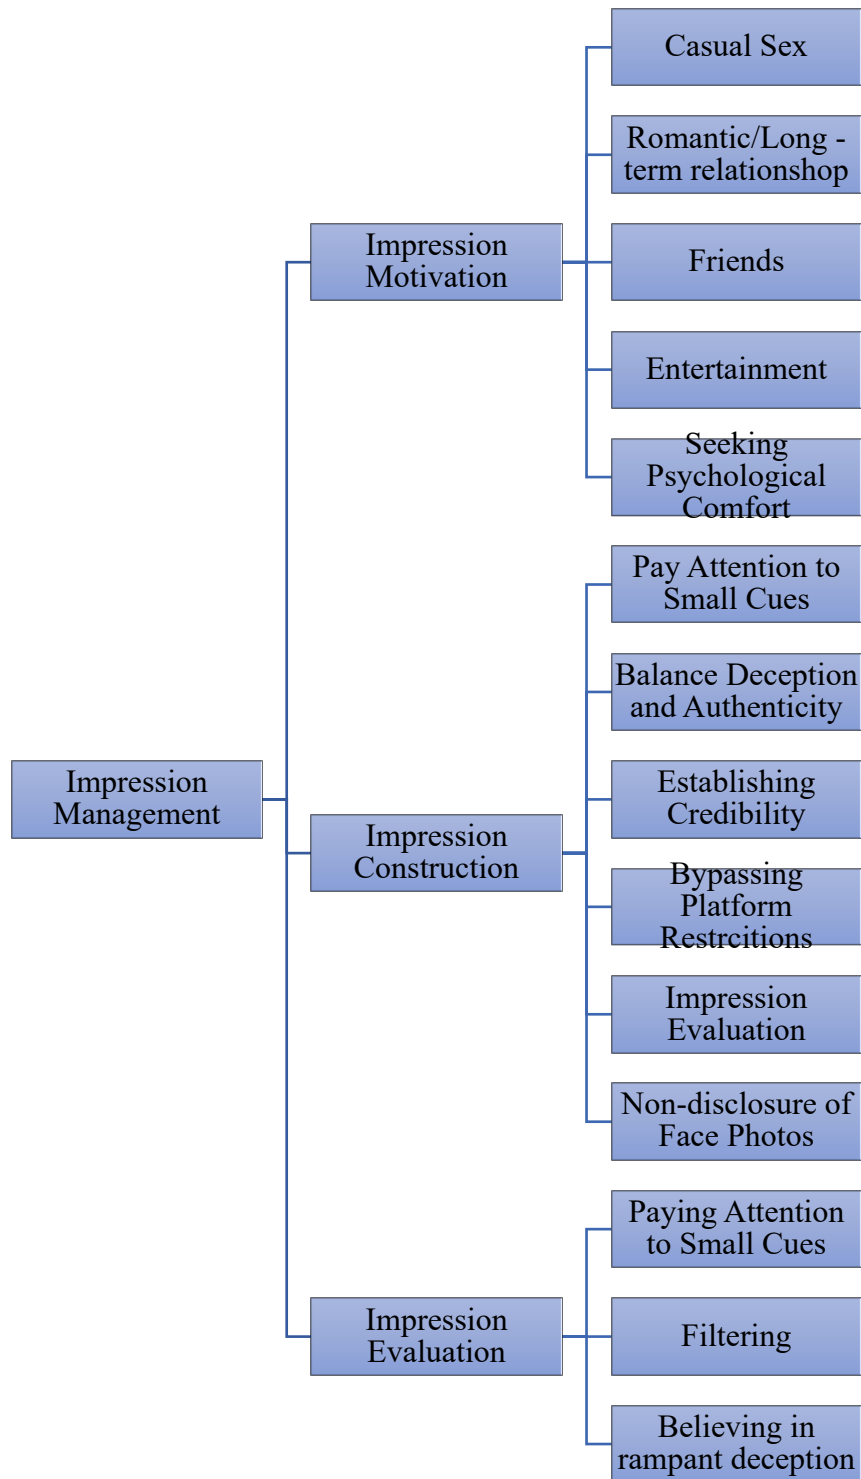 Casual Sex
Romantic/Long -
term relationshop
Impression
Motivation
Friends
Entertainment
Seeking
Psychological
Comfort
Pay Attention to
Small Cues
Balance Deception
and Authenticity
Impression
Management
Establishing
Credibility
Impression
Construction
Bypassing
Platform
Restrcitions
Impression
Evaluation
Non-disclosure of
Face Photos
Paying Attention
to Small Cues
Impression
Evaluation
Filtering
Believing in
rampant deception